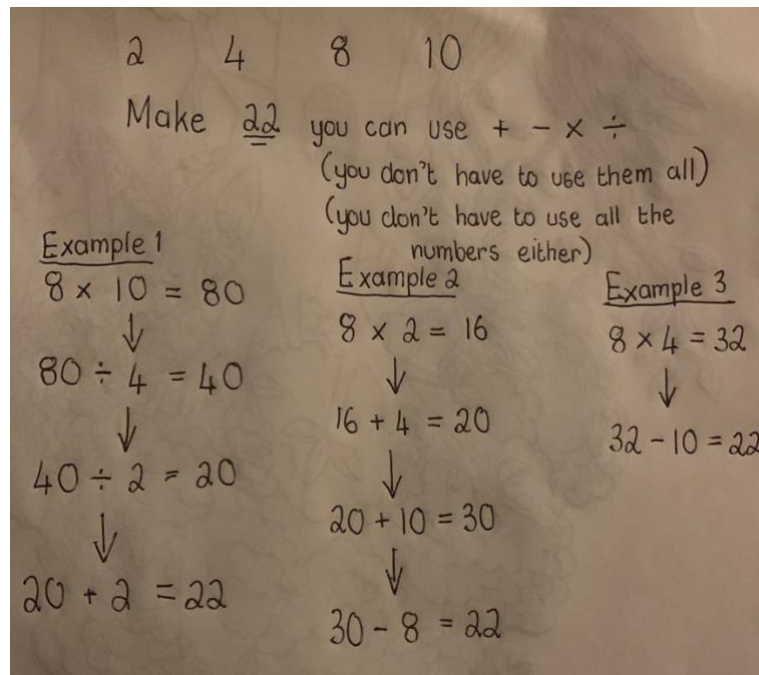 2 4 8 10
Make 22 you can use + - × ÷
(you don't have to use them all)
(you don't have to use all the
numbers either)
Example 1
8 × 10 = 80
↓
80 ÷ 4 = 40
↓
40 ÷ 2 = 20
↓
20 + 2 = 22
Example 2
8 × 2 = 16
↓
16 + 4 = 20
↓
20 + 10 = 30
↓
30 - 8 = 22
Example 3
8 × 4 = 32
↓
32 - 10 = 22